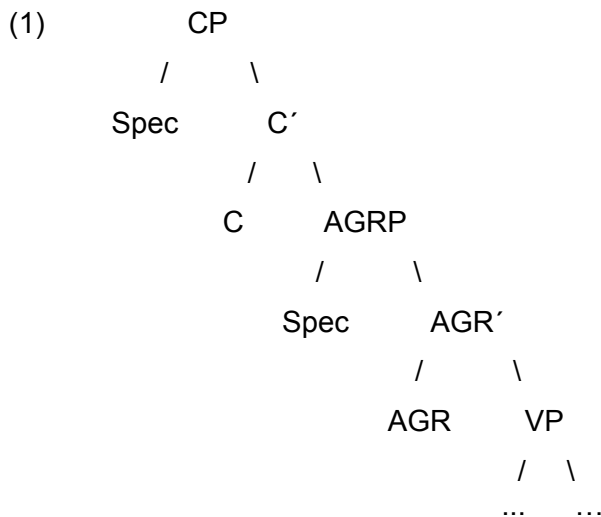 (1) CP
/ \
Spec C´
/ \
C AGRP
/ \
Spec AGR´
/ \
AGR VP
/ \
... …